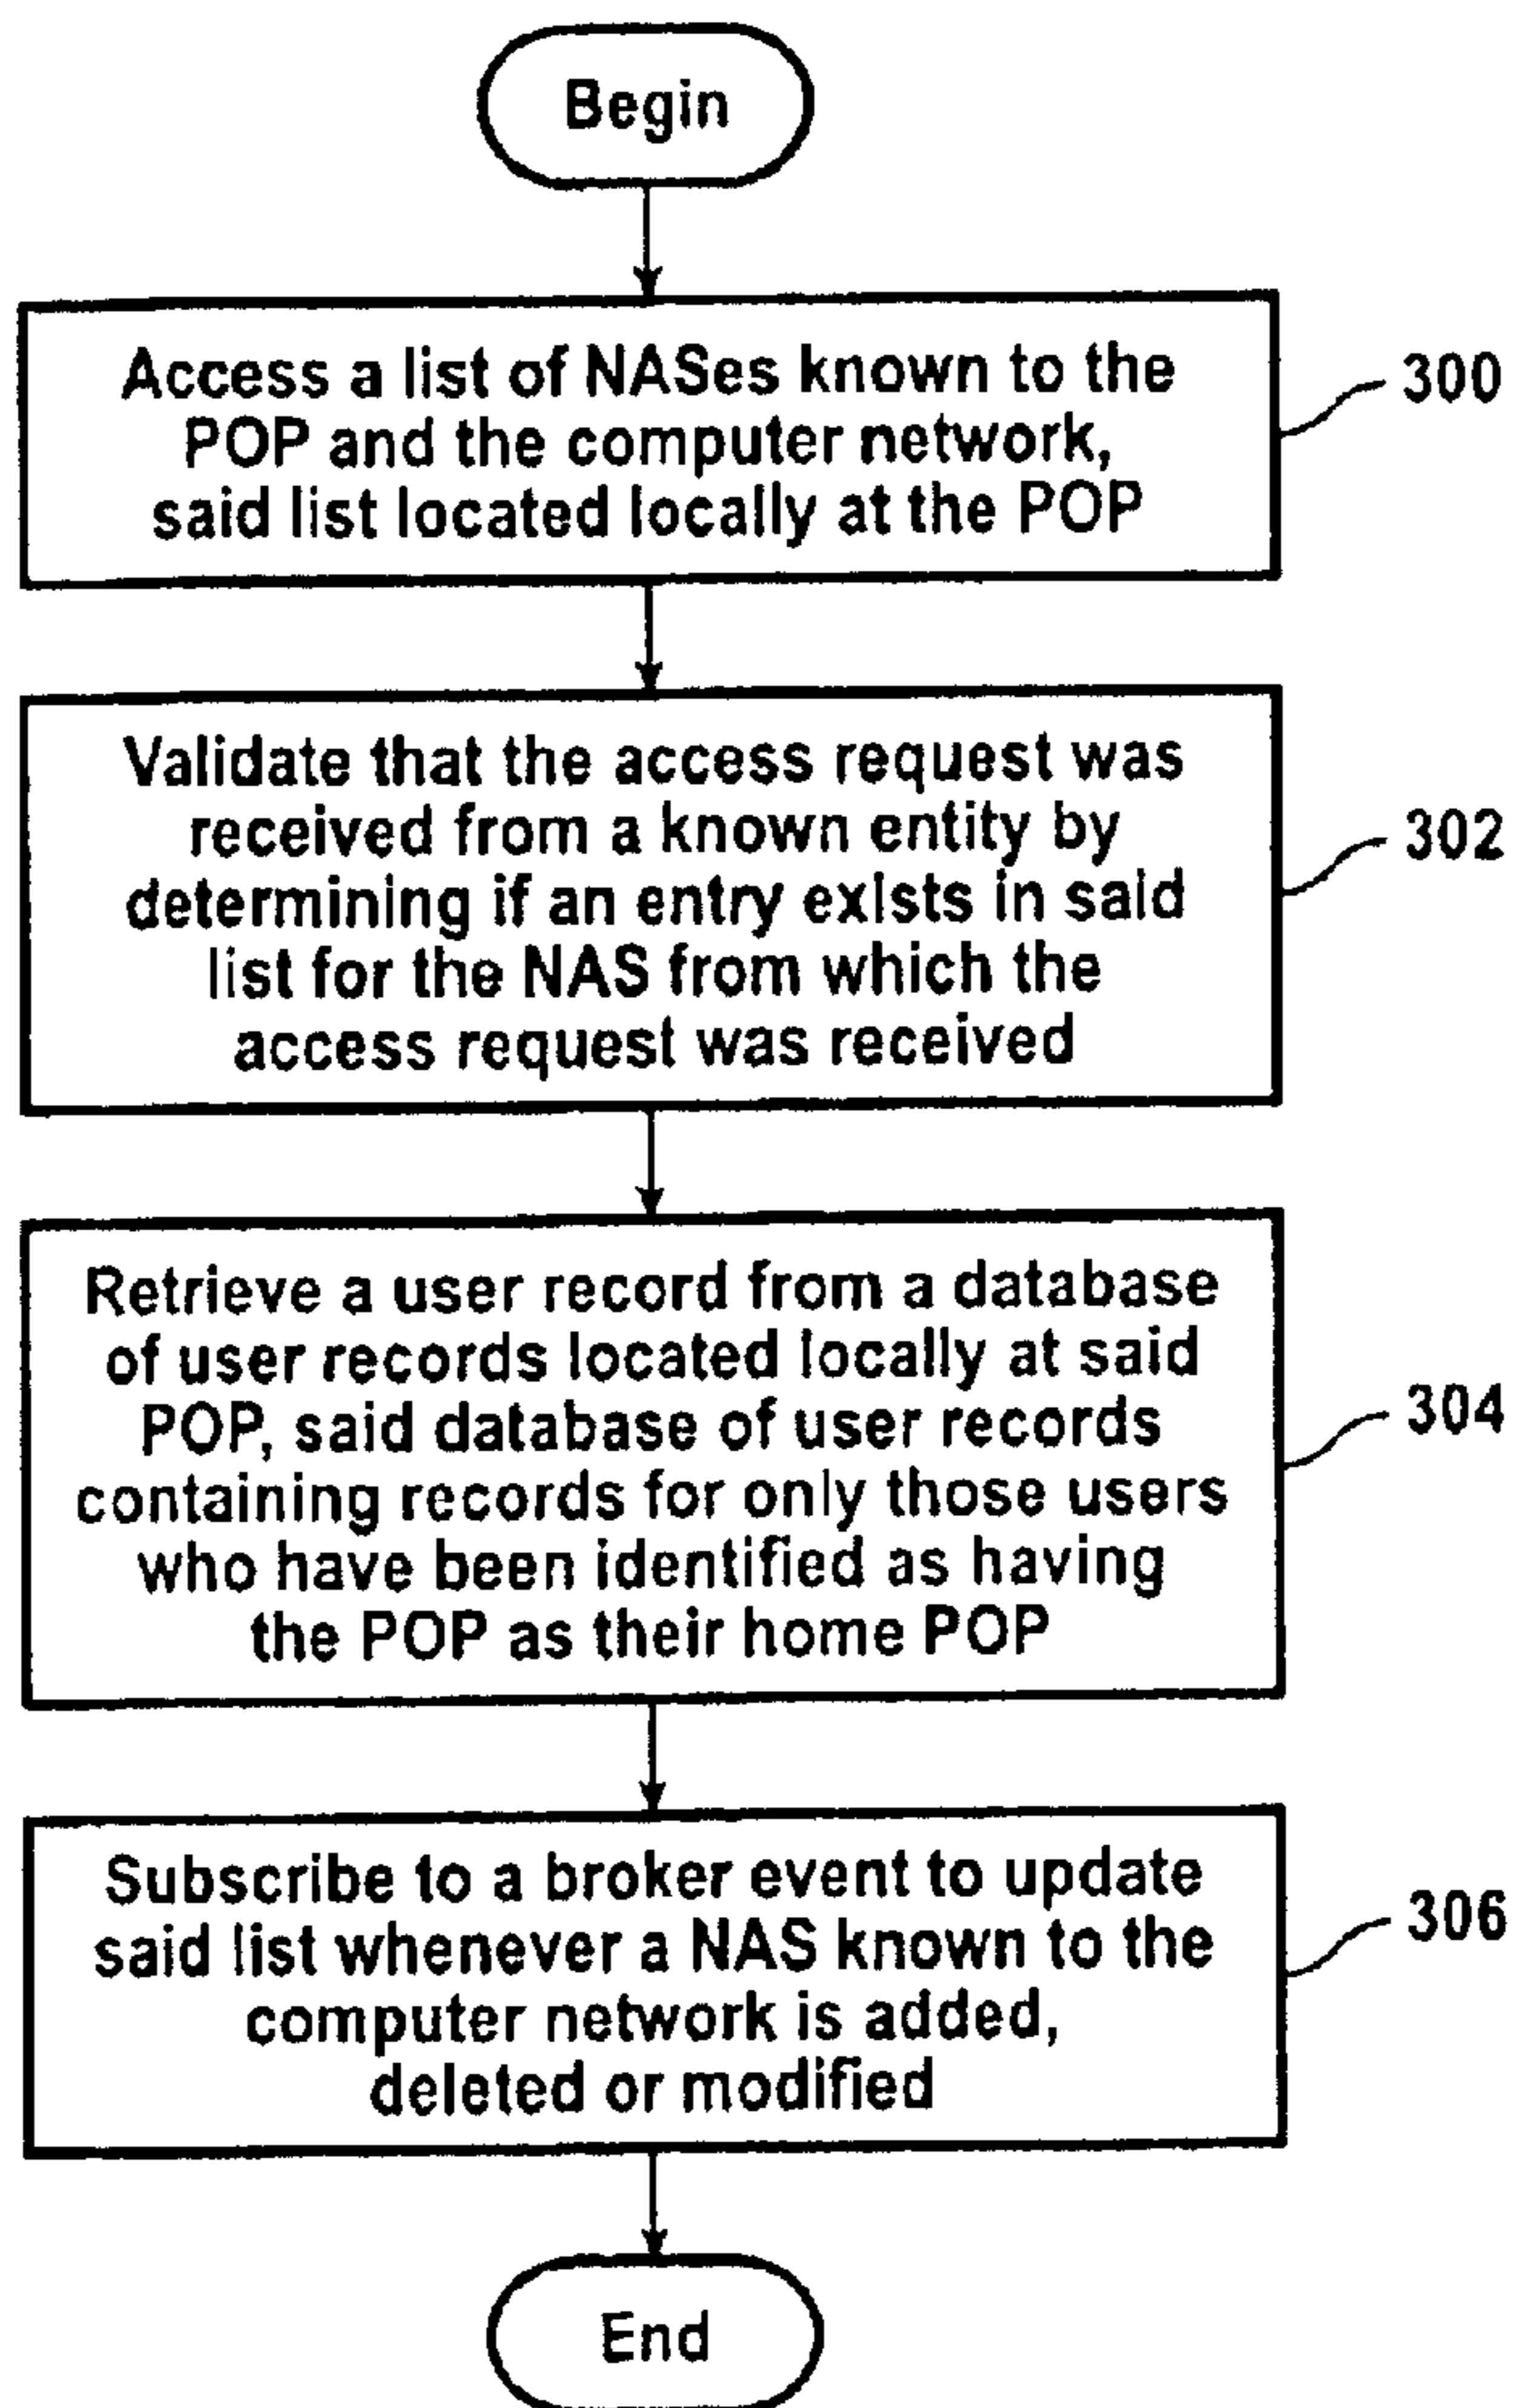 Begin
Access a list of NASes known to the
POP and the computer network,
said list located locally at the POP
300
Validate that the access request was
received from a known entity by
determining if an entry exists in said
list for the NAS from which the
access request was received
302
Retrieve a user record from a database
of user records located locally at said
POP, said database of user records
containing records for only those users
who have been identified as having
the POP as their home POP
304
Subscribe to a broker event to update
said list whenever a NAS known to the
computer network is added,
deleted or modified
306
End